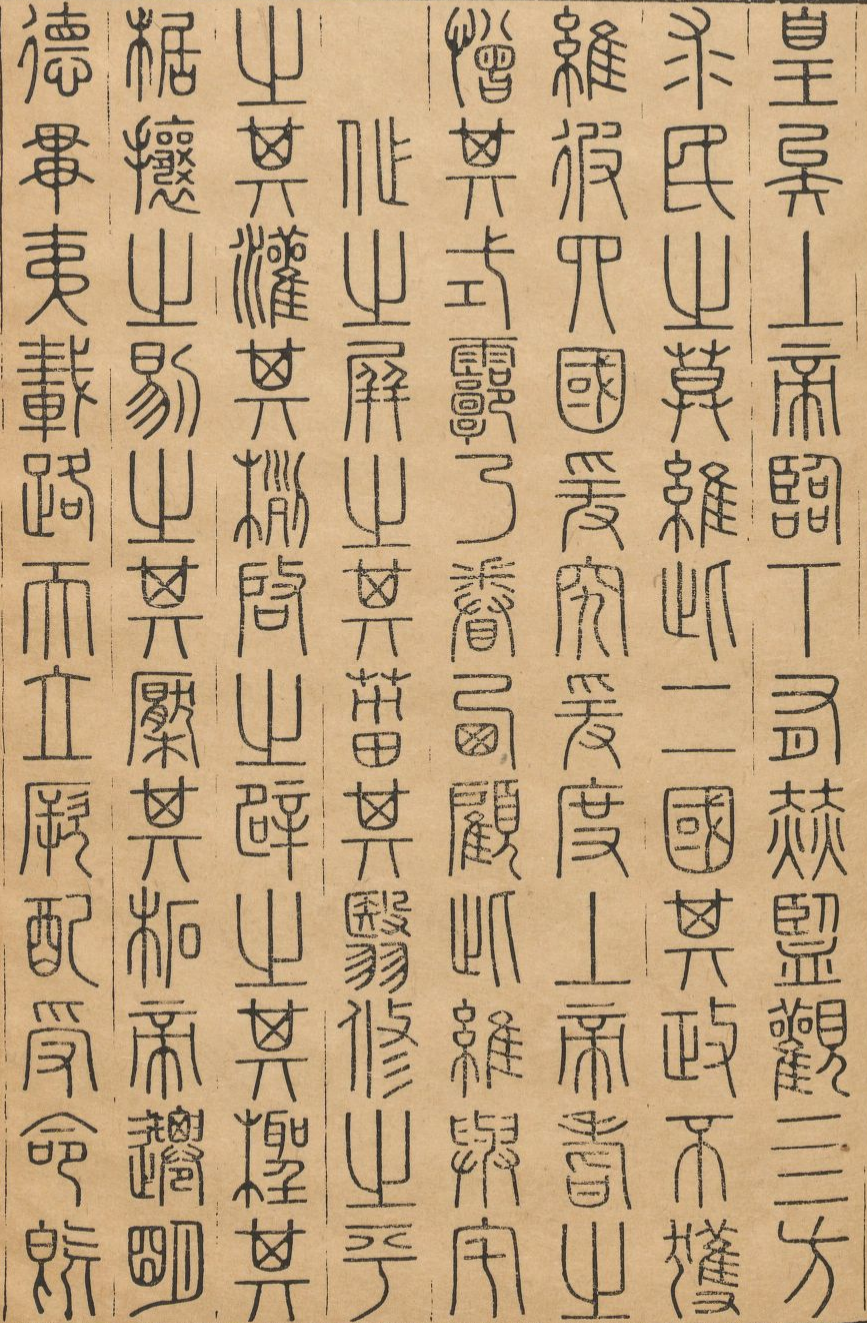 皇矣上帝臨下有赫監觀亖方
求民之莫維此二國其政不獲
維彼四國爰究爰度上帝耆之
憎其式廓乃眷西顧此維與宅
作之屏之其菑其翳修之平
之其灌其栵啓之辟之其檉其
椐攘之剔之其檿其柘帝遷明
德串夷載路天立厥配受命既